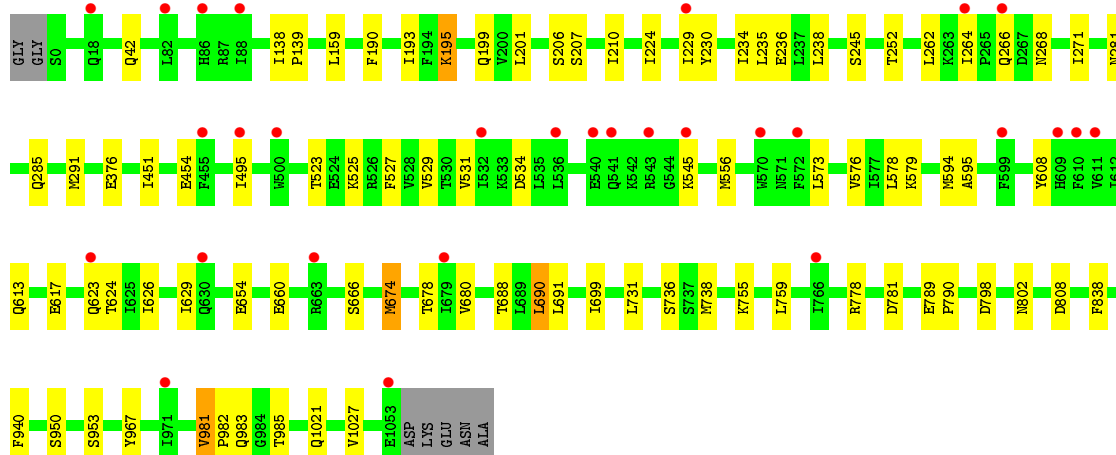 GLY GLY S0 Q18 Q42 L82 H86 R87 I88 I138 P139 L159 F190 I193 F194 K195 Q199 V200 L201 S206 S207 I210 I224 I229 Y230 I234 L235 E236 L237 L238 S245 T252 L262 K263 I264 P265 Q266 D267 N268 I271 N281
Q285 M291 E376 I451 E454 F455 I495 W500 T523 E524 K525 R526 F527 V528 V529 T530 V531 I532 K533 D534 L535 L536 E540 Q541 K542 R543 G544 K545 M556 W570 N571 F572 L573 V576 I577 L578 K579 M594 A595 F599 Y608 H609 F610 V611 I612
Q613 E617 Q623 T624 I625 I626 I629 Q630 E654 E660 R663 S666 M674 T678 I679 V680 T688 L689 L690 L691 I699 L731 S736 S737 M738 K755 L759 I766 R778 D781 E789 P790 D798 N802 D808 F838
F940 S950 S953 Y967 I971 V981 P982 Q983 G984 T985 Q1021 V1027 E1053 ASP LYS GLU ASN ALA